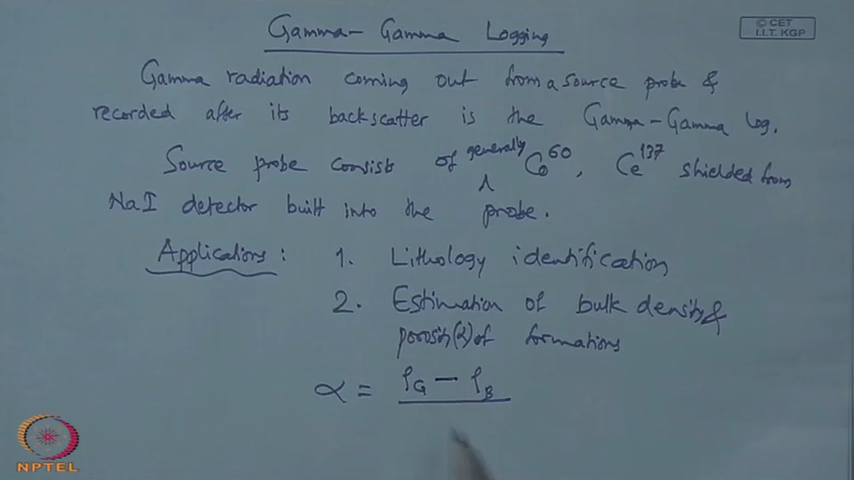 Gamma-Gamma Logging
© CET
I.I.T. KGP
Gamma radiation coming out from a source probe &
recorded after its backscatter is the Gamma-Gamma Log.
Source probe consists of generally Co⁶⁰, Ce¹³⁷ shielded from
NaI detector built into the probe.
Applications: 1. Lithology identification
2. Estimation of bulk density &
porosity(α) of formations
α = ρG - ρB
NPTEL